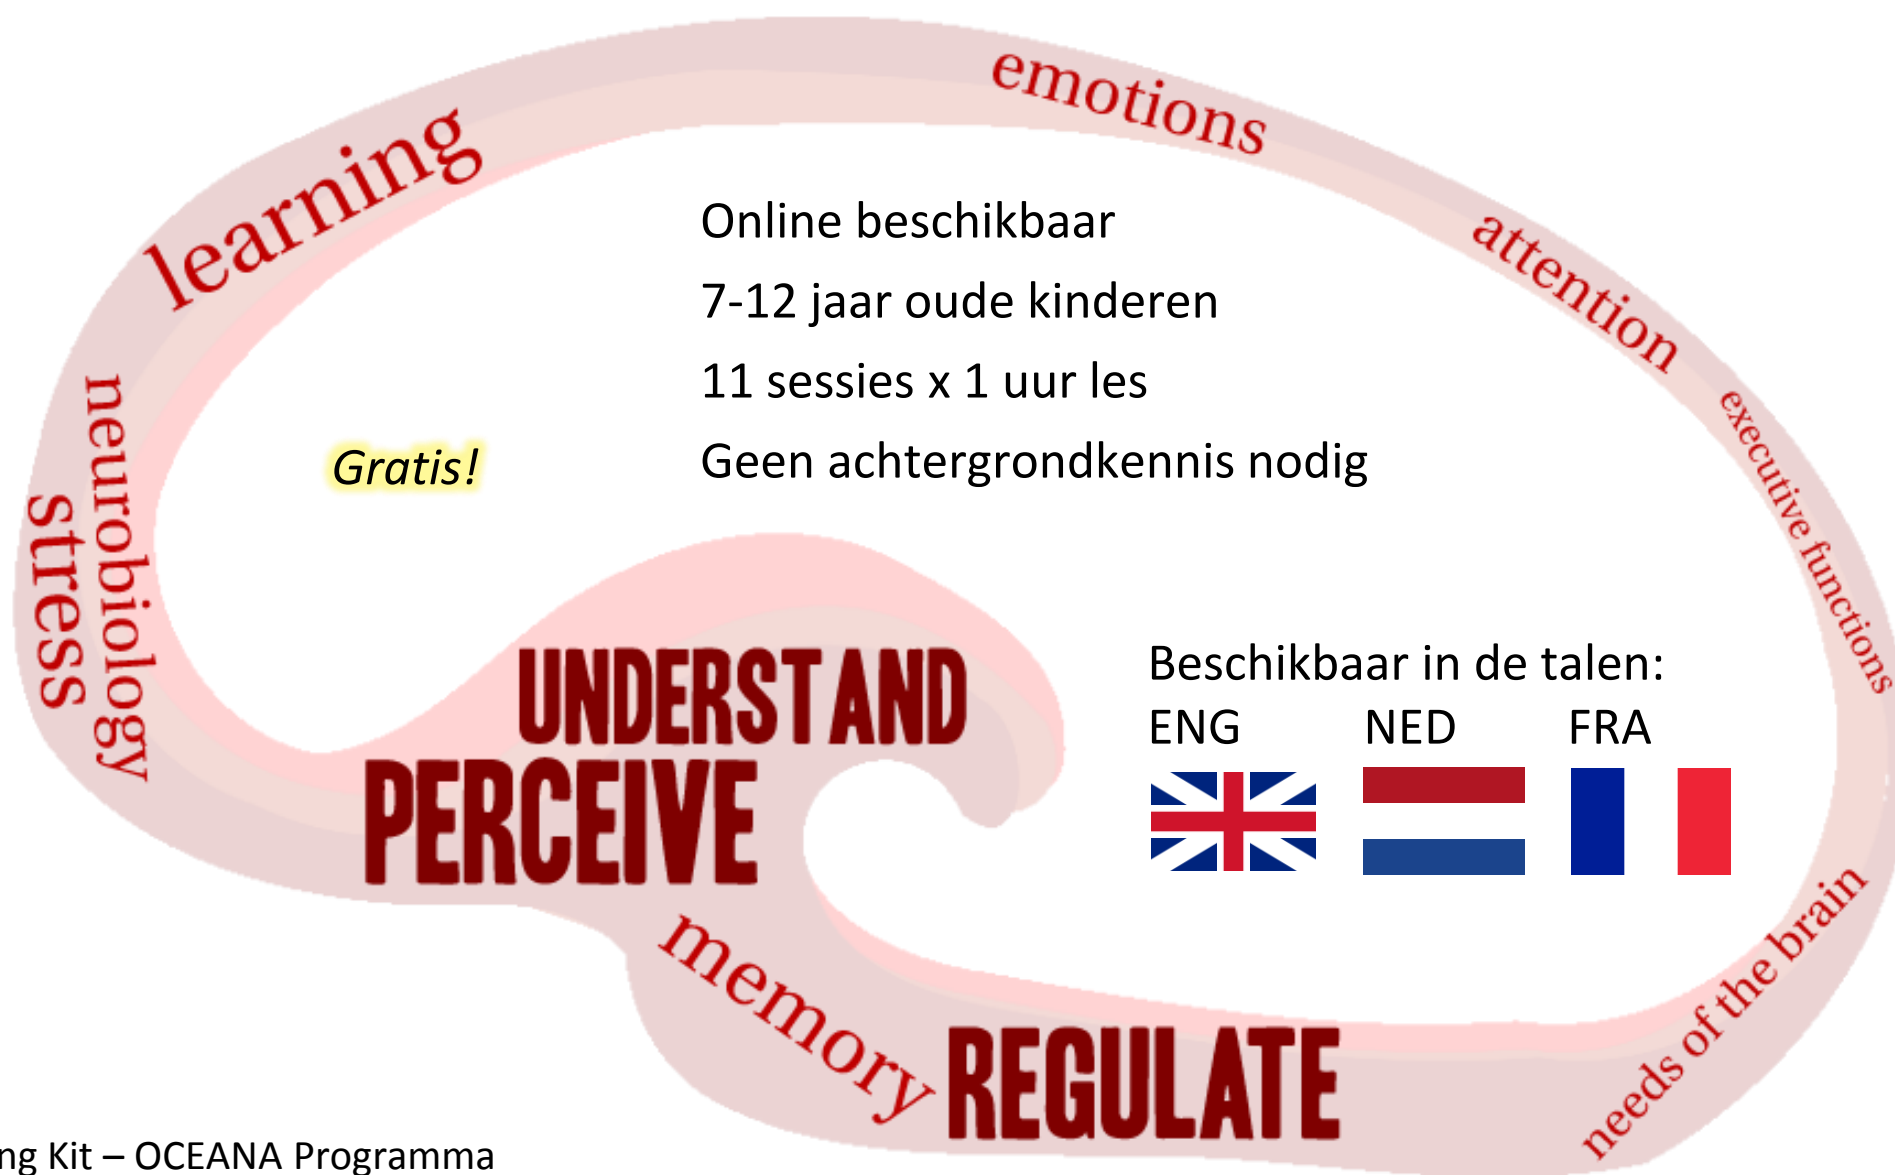 emotions
learning
attention
Online beschikbaar
7-12 jaar oude kinderen
11 sessies x 1 uur les
Geen achtergrondkennis nodig
Gratis!
executive functions
neurobiology
stress
UNDERSTAND
PERCEIVE
Beschikbaar in de talen:
ENG NED FRA
memory
REGULATE
needs of the brain
Kit – OCEANA Programma